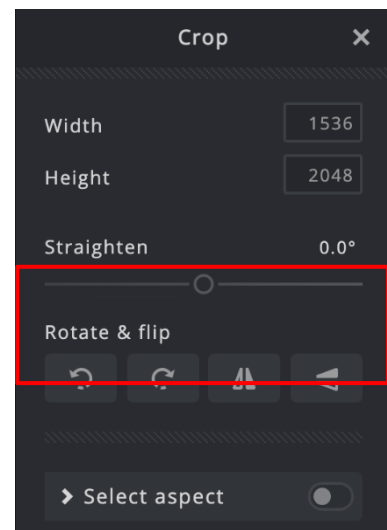 Crop
Width 1536
Height 2048
Straighten 0.0°
Rotate & flip
Select aspect